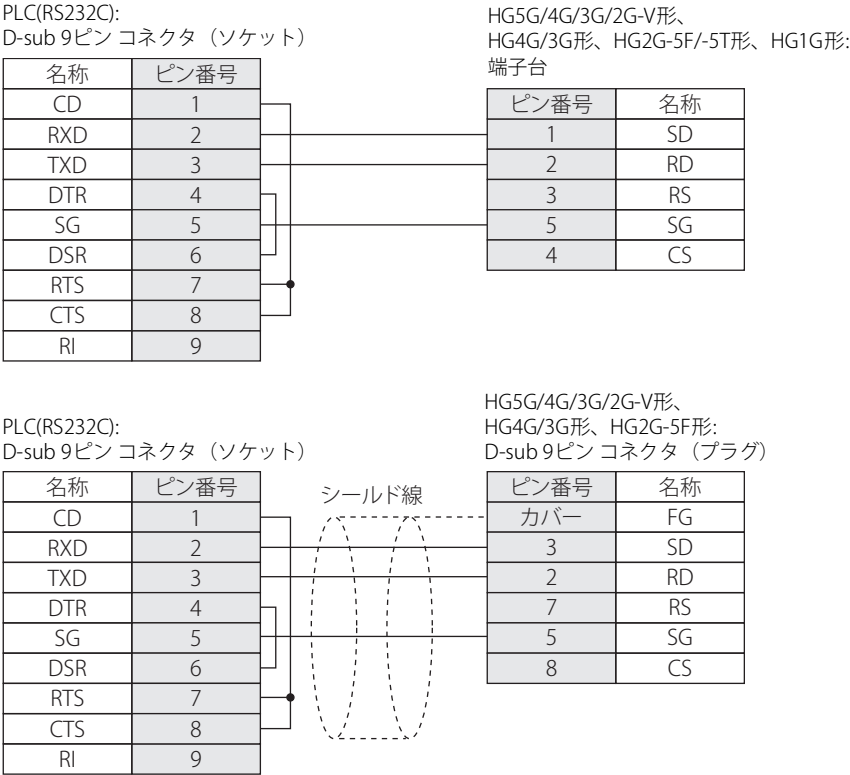 PLC(RS232C):
D-sub 9ピン コネクタ（ソケット）
名称 ピン番号
CD 1
RXD 2
TXD 3
DTR 4
SG 5
DSR 6
RTS 7
CTS 8
RI 9
HG5G/4G/3G/2G-V形、
HG4G/3G形、HG2G-5F/-5T形、HG1G形:
端子台
ピン番号 名称
1 SD
2 RD
3 RS
5 SG
4 CS
PLC(RS232C):
D-sub 9ピン コネクタ（ソケット）
名称 ピン番号
CD 1
RXD 2
TXD 3
DTR 4
SG 5
DSR 6
RTS 7
CTS 8
RI 9
シールド線
HG5G/4G/3G/2G-V形、
HG4G/3G形、HG2G-5F形:
D-sub 9ピン コネクタ（プラグ）
ピン番号 名称
カバー FG
3 SD
2 RD
7 RS
5 SG
8 CS